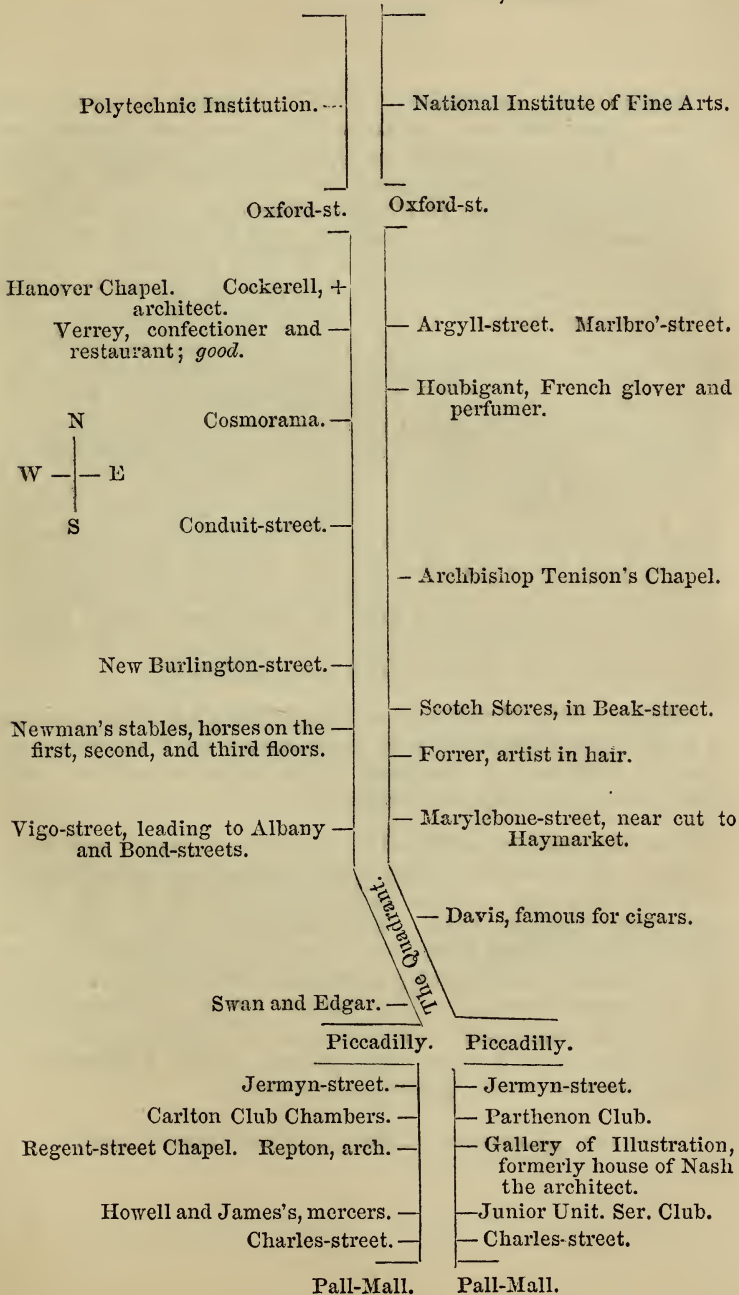 Polytechnic Institution.
National Institute of Fine Arts.
Oxford-st. Oxford-st.
Hanover Chapel. Cockerell, +
architect.
Verrey, confectioner and
restaurant; good.
Argyll-street. Marlbro'-street.
Houbigant, French glover and
perfumer.
N
W E
S
Cosmorama.
Conduit-street.
Archbishop Tenison's Chapel.
New Burlington-street.
Scotch Stores, in Beak-street.
Newman's stables, horses on the
first, second, and third floors.
Forrer, artist in hair.
Vigo-street, leading to Albany
and Bond-streets.
Marylebone-street, near cut to
Haymarket.
The Quadrant.
Davis, famous for cigars.
Swan and Edgar.
Piccadilly. Piccadilly.
Jermyn-street. Jermyn-street.
Carlton Club Chambers. Parthenon Club.
Regent-street Chapel. Repton, arch.
Gallery of Illustration,
formerly house of Nash
the architect.
Howell and James's, mercers. Junior Unit. Ser. Club.
Charles-street. Charles-street.
Pall-Mall. Pall-Mall.